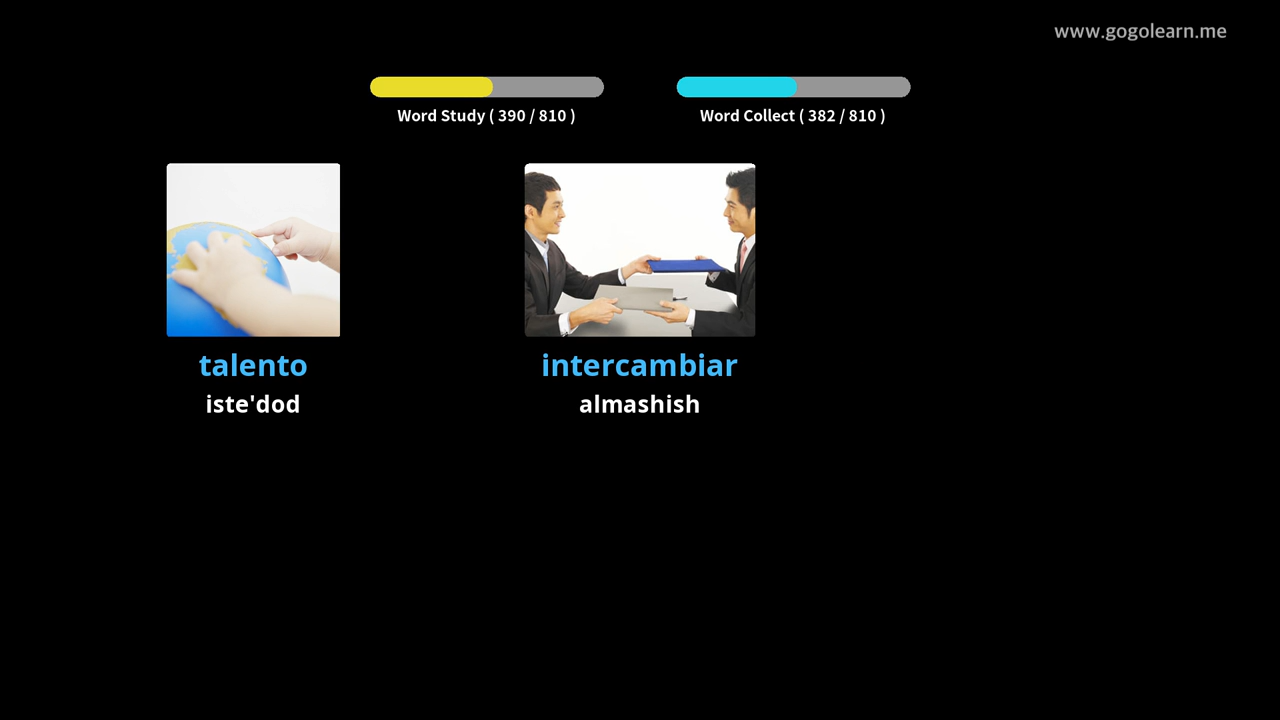 www.gogolearn.me
Word Study ( 390 / 810 )
Word Collect ( 382 / 810 )
talento
iste'dod
intercambiar
almashish